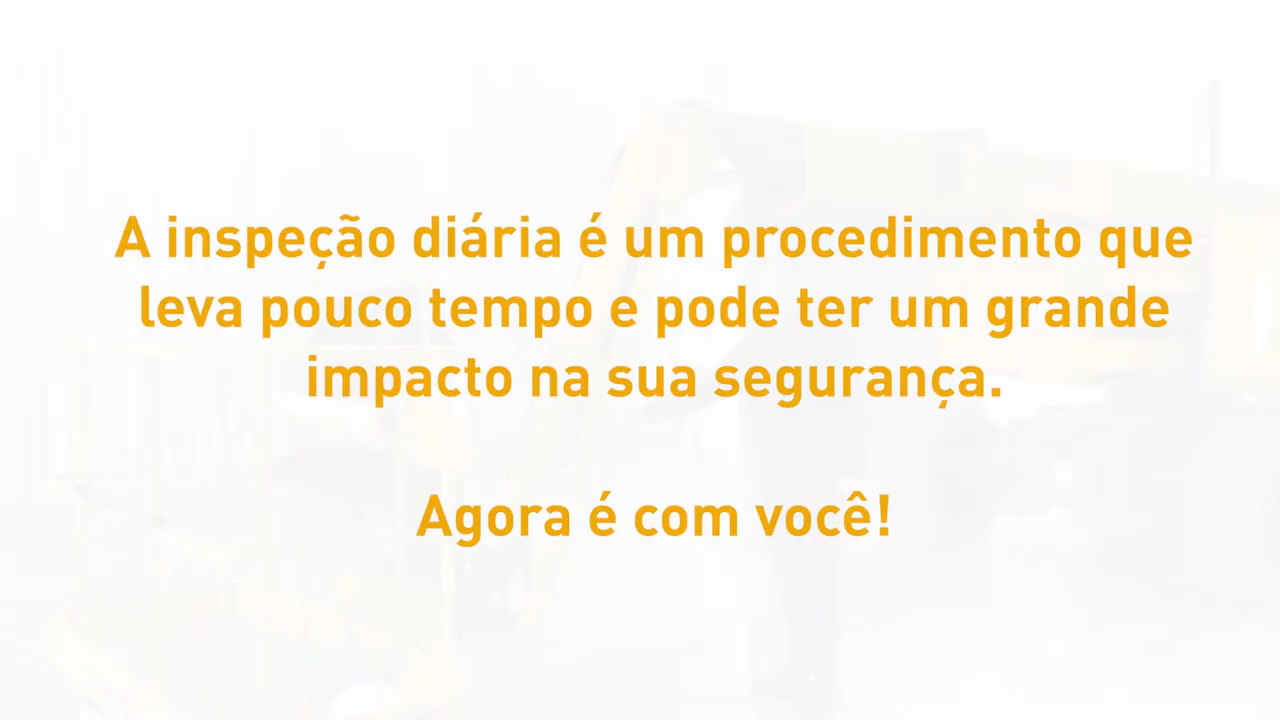 A inspeção diária é um procedimento que
leva pouco tempo e pode ter um grande
impacto na sua segurança.
Agora é com você!